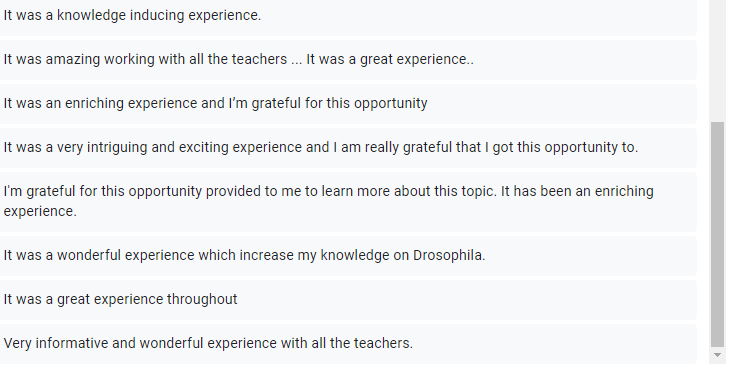 It was a knowledge inducing experience.
It was amazing working with all the teachers ... It was a great experience..
It was an enriching experience and I'm grateful for this opportunity
It was a very intriguing and exciting experience and I am really grateful that I got this opportunity to.
I'm grateful for this opportunity provided to me to learn more about this topic. It has been an enriching
experience.
It was a wonderful experience which increase my knowledge on Drosophila.
It was a great experience throughout
Very informative and wonderful experience with all the teachers.